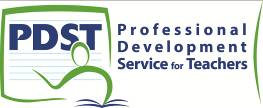 PDST
Professional
Development
Service for Teachers